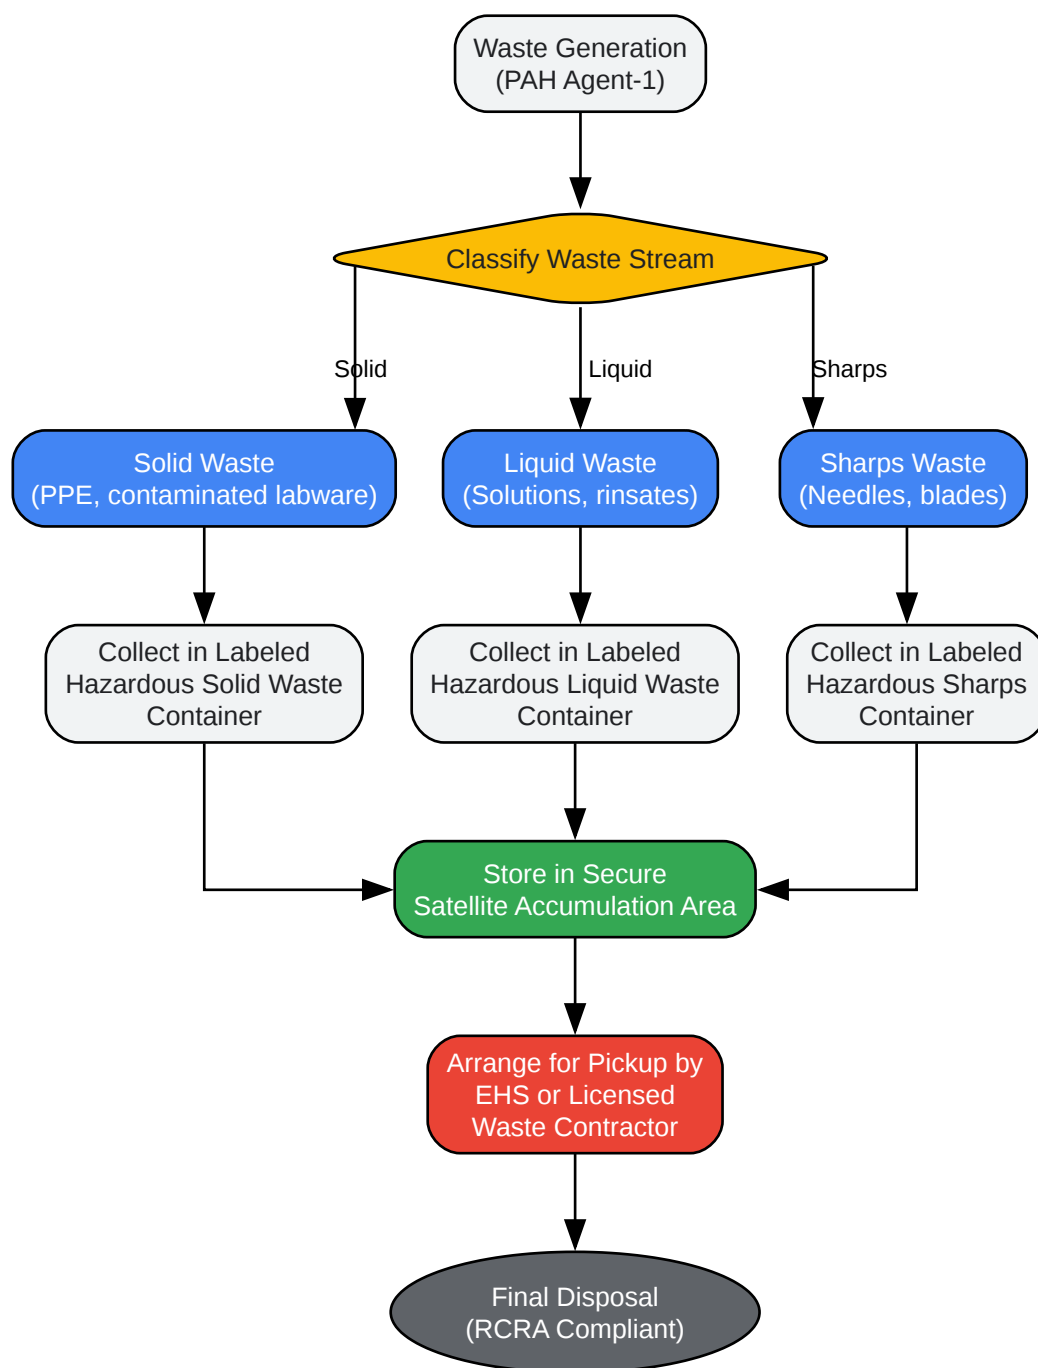 Waste Generation
(PAH Agent-1)
Classify Waste Stream
Solid
Liquid
Sharps
Solid Waste
(PPE, contaminated labware)
Liquid Waste
(Solutions, rinsates)
Sharps Waste
(Needles, blades)
Collect in Labeled
Hazardous Solid Waste
Container
Collect in Labeled
Hazardous Liquid Waste
Container
Collect in Labeled
Hazardous Sharps
Container
Store in Secure
Satellite Accumulation Area
Arrange for Pickup by
EHS or Licensed
Waste Contractor
Final Disposal
(RCRA Compliant)